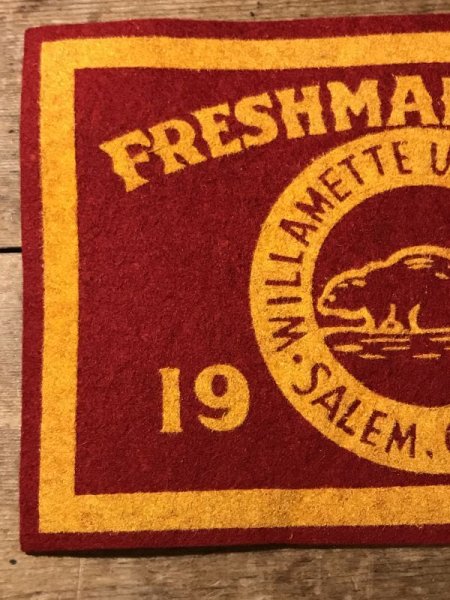 FRESHMA
WILLAMETTE U
· SALEM, O
19